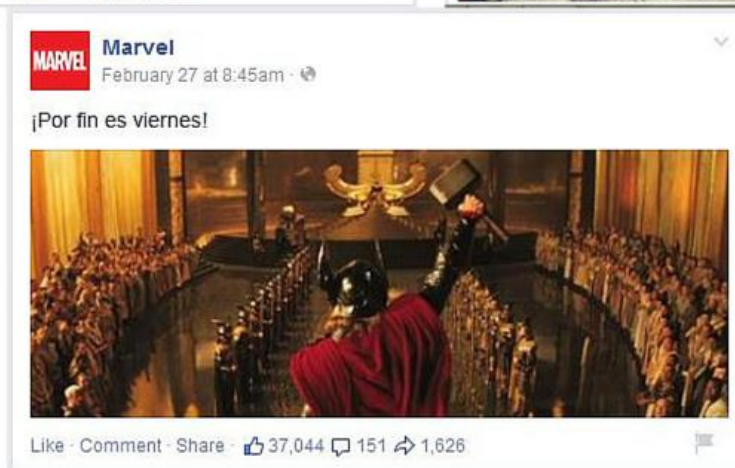 MARVEL
Marvel
February 27 at 8:45am ·
¡Por fin es viernes!
Like · Comment · Share · 37,044 151 1,626